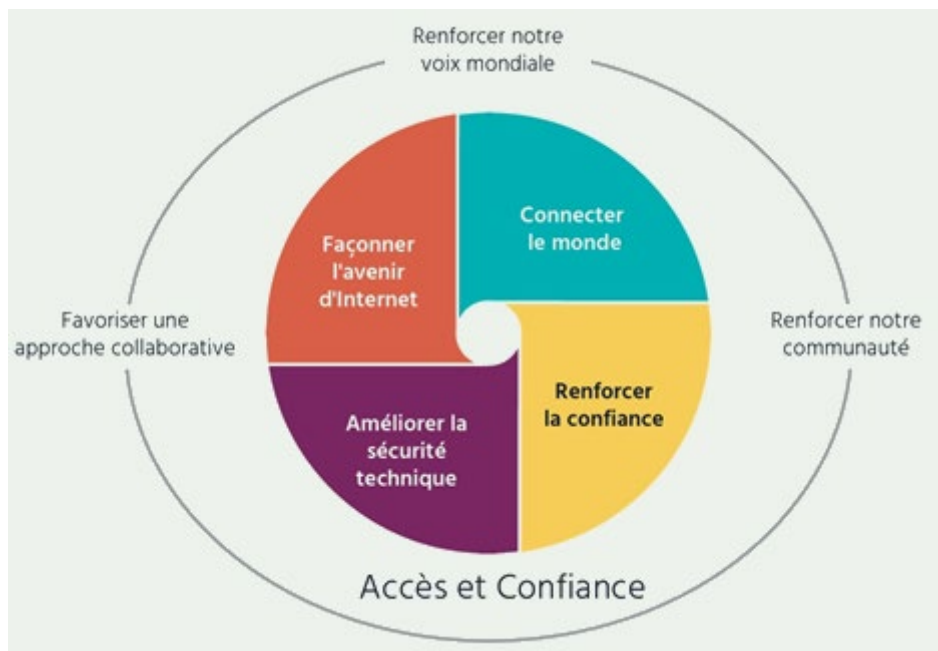 Renforcer notre
voix mondiale
Façonner
l'avenir
d'Internet
Connecter
le monde
Favoriser une
approche collaborative
Renforcer notre
communauté
Améliorer la
sécurité
technique
Renforcer
la confiance
Accès et Confiance